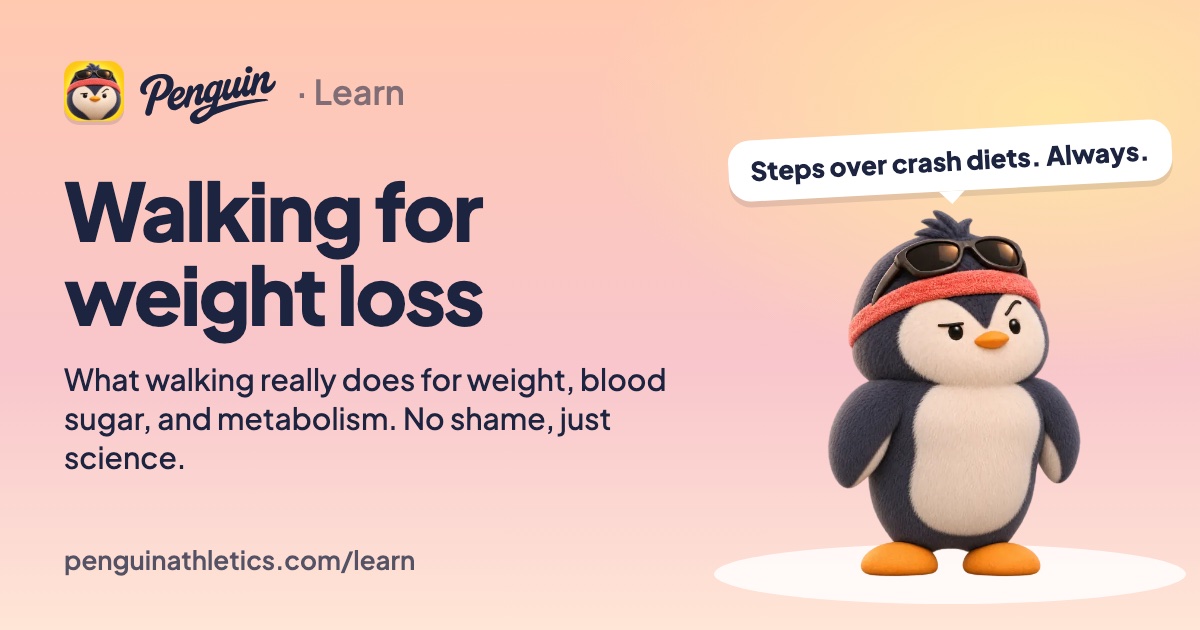 Penguin · Learn
Steps over crash diets. Always.
Walking for
weight loss
What walking really does for weight, blood
sugar, and metabolism. No shame, just
science.
penguinathletics.com/learn